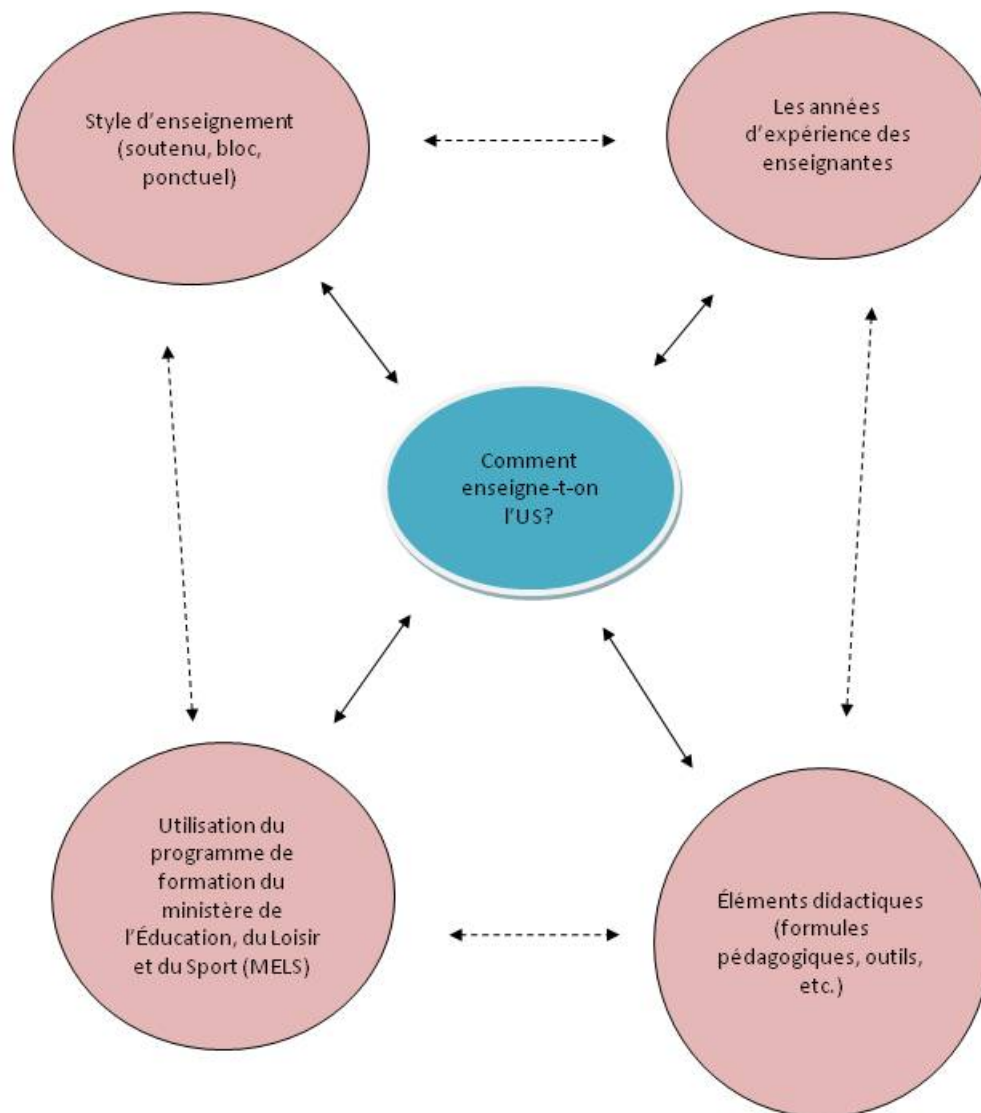 Style d'enseignement
(soutenu, bloc,
ponctuel)
Les années
d'expérience des
enseignantes
Comment
enseigne-t-on
l'US?
Utilisation du
programme de
formation du
ministère de
l'Éducation, du Loisir
et du Sport (MELS)
Éléments didactiques
(formules
pédagogiques, outils,
etc.)